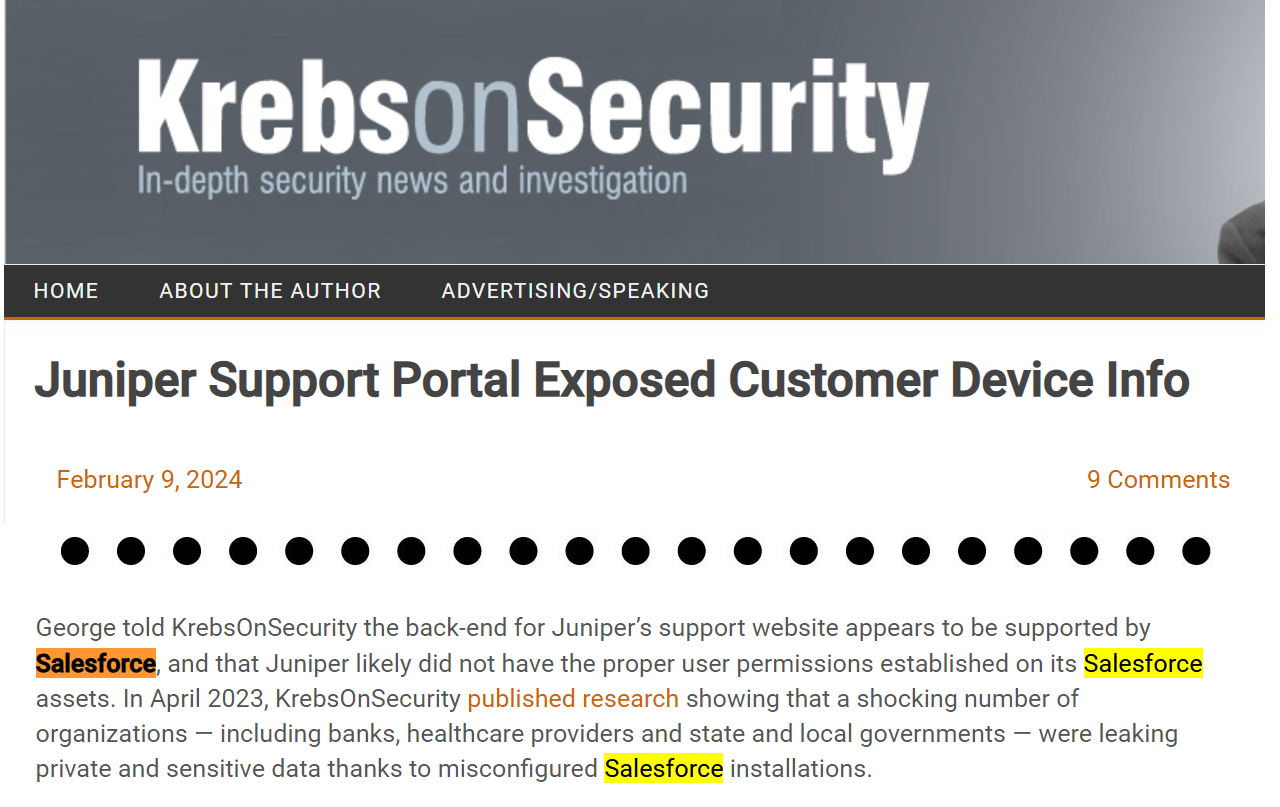 KrebsonSecurity
In-depth security news and investigation
HOME ABOUT THE AUTHOR ADVERTISING/SPEAKING
Juniper Support Portal Exposed Customer Device Info
February 9, 2024 9 Comments
George told KrebsOnSecurity the back-end for Juniper’s support website appears to be supported by
Salesforce, and that Juniper likely did not have the proper user permissions established on its Salesforce
assets. In April 2023, KrebsOnSecurity published research showing that a shocking number of
organizations — including banks, healthcare providers and state and local governments — were leaking
private and sensitive data thanks to misconfigured Salesforce installations.